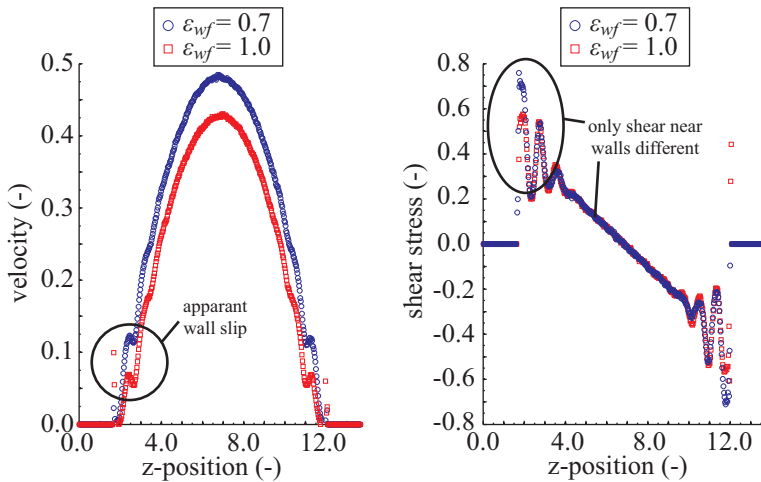 ε_wf = 0.7
ε_wf = 1.0
0.5
0.4
0.3
0.2
0.1
0.0
velocity (-)
apparant
wall slip
0.0 4.0 8.0 12.0
z-position (-)
ε_wf = 0.7
ε_wf = 1.0
0.8
0.6
0.4
0.2
0.0
-0.2
-0.4
-0.6
-0.8
shear stress (-)
only shear near
walls different
0.0 4.0 8.0 12.0
z-position (-)